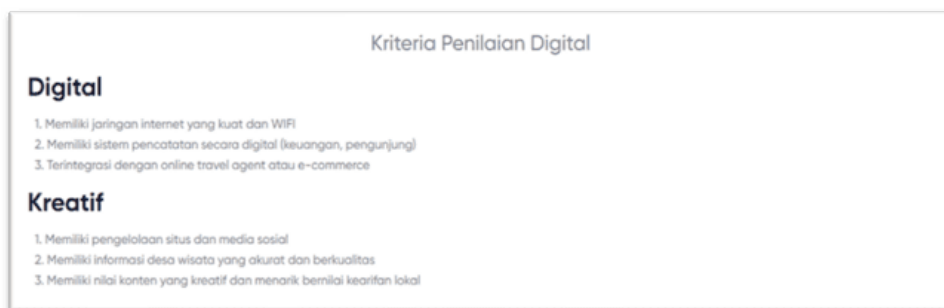 Kriteria Penilaian Digital
Digital
1. Memiliki jaringan internet yang kuat dan WIFI
2. Memiliki sistem pencatatan secara digital (keuangan, pengunjung)
3. Terintegrasi dengan online travel agent atau e-commerce
Kreatif
1. Memiliki pengelolaan situs dan media sosial
2. Memiliki informasi desa wisata yang akurat dan berkualitas
3. Memiliki nilai konten yang kreatif dan menarik bernilai kearifan lokal